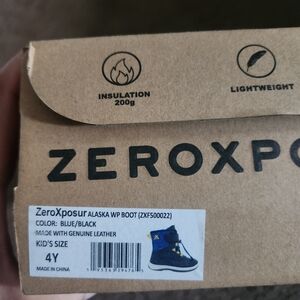 INSULATION
200g
LIGHTWEIGHT
ZEROXPO
ZeroXposur ALASKA WP BOOT (ZXFS00022)
COLOR: BLUE/BLACK
MADE WITH GENUINE LEATHER
KID'S SIZE
4Y
MADE IN CHINA